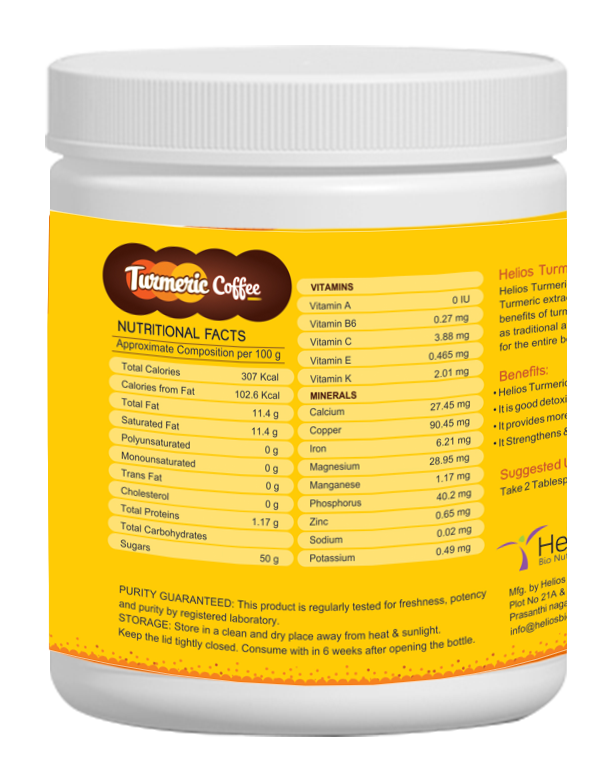 Turmeric Coffee
NUTRITIONAL FACTS
Approximate Composition per 100 g
Total Calories 307 Kcal
Calories from Fat 102.6 Kcal
Total Fat 11.4 g
Saturated Fat 11.4 g
Polyunsaturated 0 g
Monounsaturated 0 g
Trans Fat 0 g
Cholesterol 0 g
Total Proteins 1.17 g
Total Carbohydrates
Sugars 50 g
VITAMINS
Vitamin A 0 IU
Vitamin B6 0.27 mg
Vitamin C 3.88 mg
Vitamin E 0.465 mg
Vitamin K 2.01 mg
MINERALS
Calcium 27.45 mg
Copper 90.45 mg
Iron 6.21 mg
Magnesium 28.95 mg
Manganese 1.17 mg
Phosphorus 40.2 mg
Zinc 0.65 mg
Sodium 0.02 mg
Potassium 0.49 mg
PURITY GUARANTEED: This product is regularly tested for freshness, potency
and purity by registered laboratory.
STORAGE: Store in a clean and dry place away from heat & sunlight.
Keep the lid tightly closed. Consume with in 6 weeks after opening the bottle.
Helios Turm
Helios Turmeri
Turmeric extra
benefits of turm
as traditional a
for the entire b
Benefits:
• Helios Turmeric
• It is good detoxi
• It provides more
• It Strengthens &
Suggested U
Take 2 Tablesp
He
Bio Nut
Mfg. by Helios
Plot No 21A &
Prasanthi naga
info@heliosbi